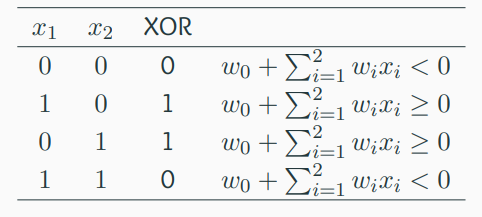 x₁ x₂ XOR
0 0 0 w₀ + ∑²ᵢ₌₁ wᵢxᵢ < 0
1 0 1 w₀ + ∑²ᵢ₌₁ wᵢxᵢ ≥ 0
0 1 1 w₀ + ∑²ᵢ₌₁ wᵢxᵢ ≥ 0
1 1 0 w₀ + ∑²ᵢ₌₁ wᵢxᵢ < 0